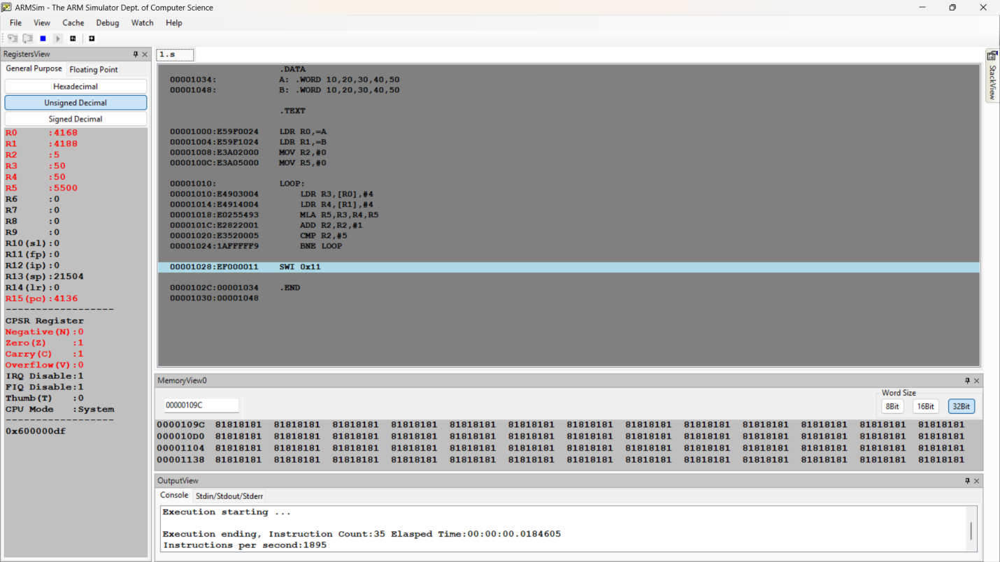 ARMSim - The ARM Simulator Dept. of Computer Science
File View Cache Debug Watch Help
RegistersView
General Purpose Floating Point
Hexadecimal
Unsigned Decimal
Signed Decimal
R0 :4168
R1 :4188
R2 :5
R3 :50
R4 :50
R5 :5500
R6 :0
R7 :0
R8 :0
R9 :0
R10(sl):0
R11(fp):0
R12(ip):0
R13(sp):21504
R14(lr):0
R15(pc):4136
-------------------
CPSR Register
Negative(N):0
Zero(Z) :1
Carry(C) :1
Overflow(V):0
IRQ Disable:1
FIQ Disable:1
Thumb(T) :0
CPU Mode :System
-------------------
0x600000df
1.s
.DATA
00001034: A: .WORD 10,20,30,40,50
00001048: B: .WORD 10,20,30,40,50
.TEXT
00001000:E59F0024 LDR R0,=A
00001004:E59F1024 LDR R1,=B
00001008:E3A02000 MOV R2,#0
0000100C:E3A05000 MOV R5,#0
00001010: LOOP:
00001010:E4903004 LDR R3,[R0],#4
00001014:E4914004 LDR R4,[R1],#4
00001018:E0255493 MLA R5,R3,R4,R5
0000101C:E2822001 ADD R2,R2,#1
00001020:E3520005 CMP R2,#5
00001024:1AFFFFF9 BNE LOOP
00001028:EF000011 SWI 0x11
0000102C:00001034 .END
00001030:00001048
StackView
MemoryView0
0000109C
Word Size
8Bit 16Bit 32Bit
0000109C 81818181 81818181 81818181 81818181 81818181 81818181 81818181 81818181 81818181 81818181 81818181 81818181 81818181
000010D0 81818181 81818181 81818181 81818181 81818181 81818181 81818181 81818181 81818181 81818181 81818181 81818181 81818181
00001104 81818181 81818181 81818181 81818181 81818181 81818181 81818181 81818181 81818181 81818181 81818181 81818181 81818181
00001138 81818181 81818181 81818181 81818181 81818181 81818181 81818181 81818181 81818181 81818181 81818181 81818181 81818181
OutputView
Console Stdin/Stdout/Stderr
Execution starting ...
Execution ending, Instruction Count:35 Elasped Time:00:00:00.0184605
Instructions per second:1895